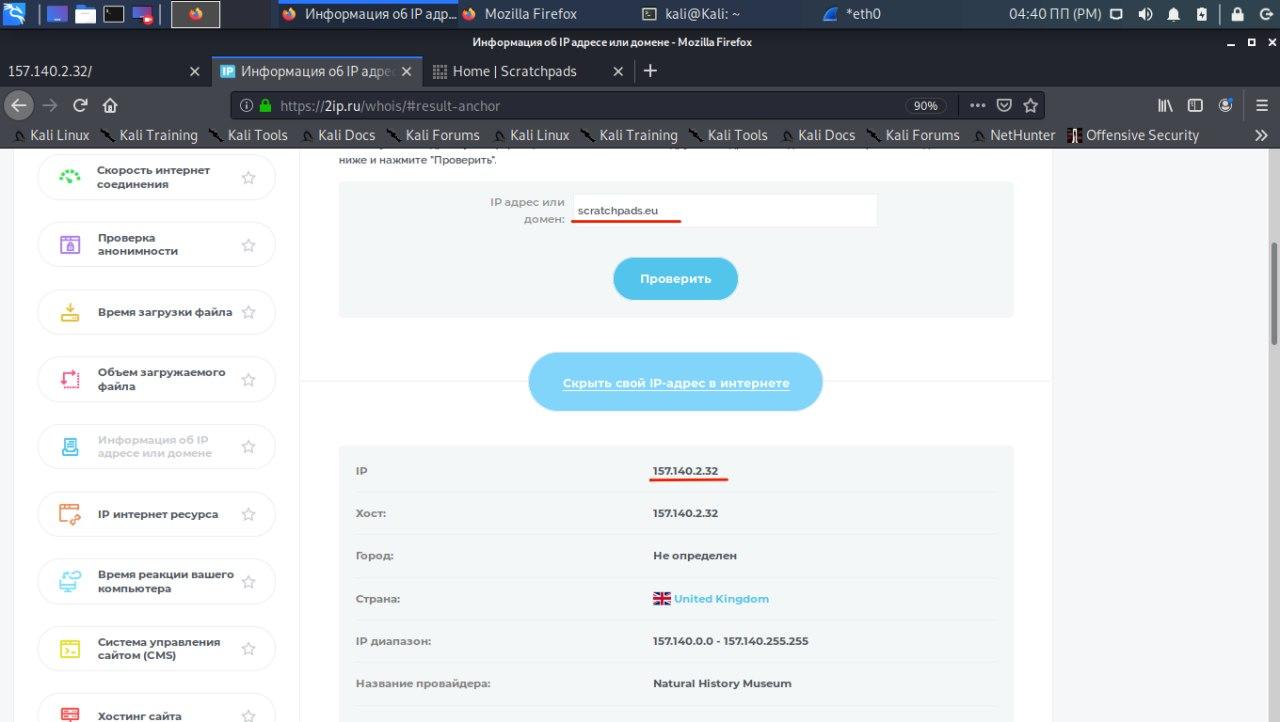 Информация об IP адр...
Mozilla Firefox
kali@Kali: ~
*eth0
04:40 ПП (PM)
Информация об IP адресе или домене - Mozilla Firefox
157.140.2.32/
Информация об IP адрес
Home | Scratchpads
https://2ip.ru/whois/#result-anchor
90%
Kali Linux
Kali Training
Kali Tools
Kali Docs
Kali Forums
Kali Linux
Kali Training
Kali Tools
Kali Docs
Kali Forums
NetHunter
Offensive Security
ниже и нажмите "Проверить".
Скорость интернет
соединения
Проверка
анонимности
Время загрузки файла
Объем загружаемого
файла
Информация об IP
адресе или домене
IP интернет ресурса
Время реакции вашего
компьютера
Система управления
сайтом (CMS)
Хостинг сайта
IP адрес или
домен:
scratchpads.eu
Проверить
Скрыть свой IP-адрес в интернете
IP
157.140.2.32
Хост:
157.140.2.32
Город:
Не определен
Страна:
United Kingdom
IP диапазон:
157.140.0.0 - 157.140.255.255
Название провайдера:
Natural History Museum